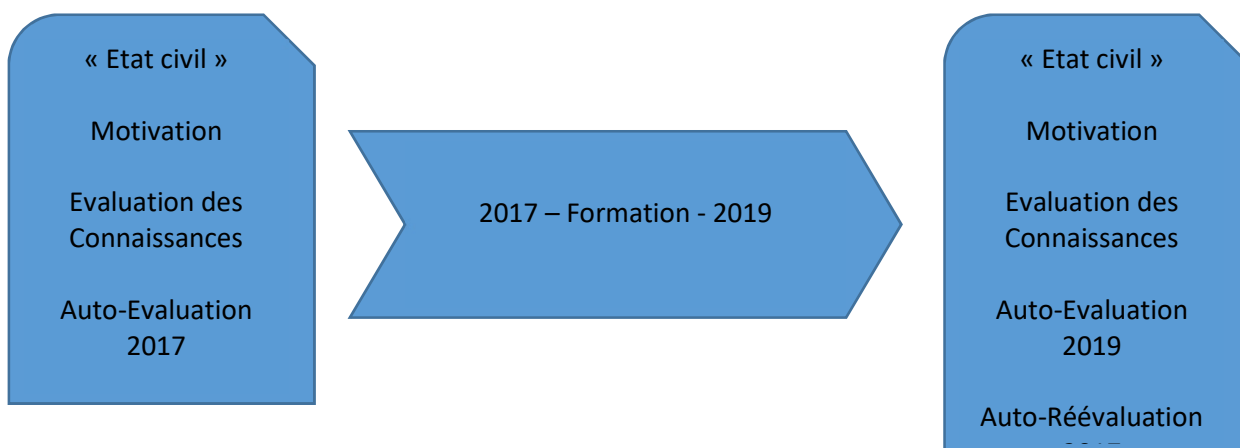 « Etat civil »
Motivation
Evaluation des
Connaissances
Auto-Evaluation
2017
2017 – Formation - 2019
« Etat civil »
Motivation
Evaluation des
Connaissances
Auto-Evaluation
2019
Auto-Réévaluation